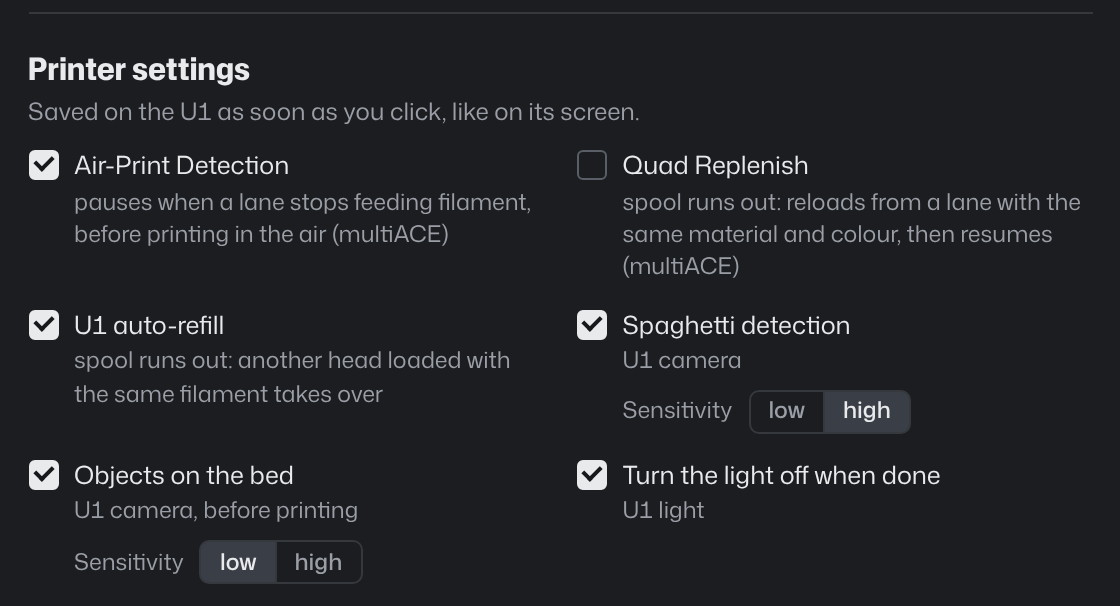 Printer settings
Saved on the U1 as soon as you click, like on its screen.
Air-Print Detection
pauses when a lane stops feeding filament,
before printing in the air (multiACE)
Quad Replenish
spool runs out: reloads from a lane with the
same material and colour, then resumes
(multiACE)
U1 auto-refill
spool runs out: another head loaded with
the same filament takes over
Spaghetti detection
U1 camera
Sensitivity low high
Objects on the bed
U1 camera, before printing
Sensitivity low high
Turn the light off when done
U1 light